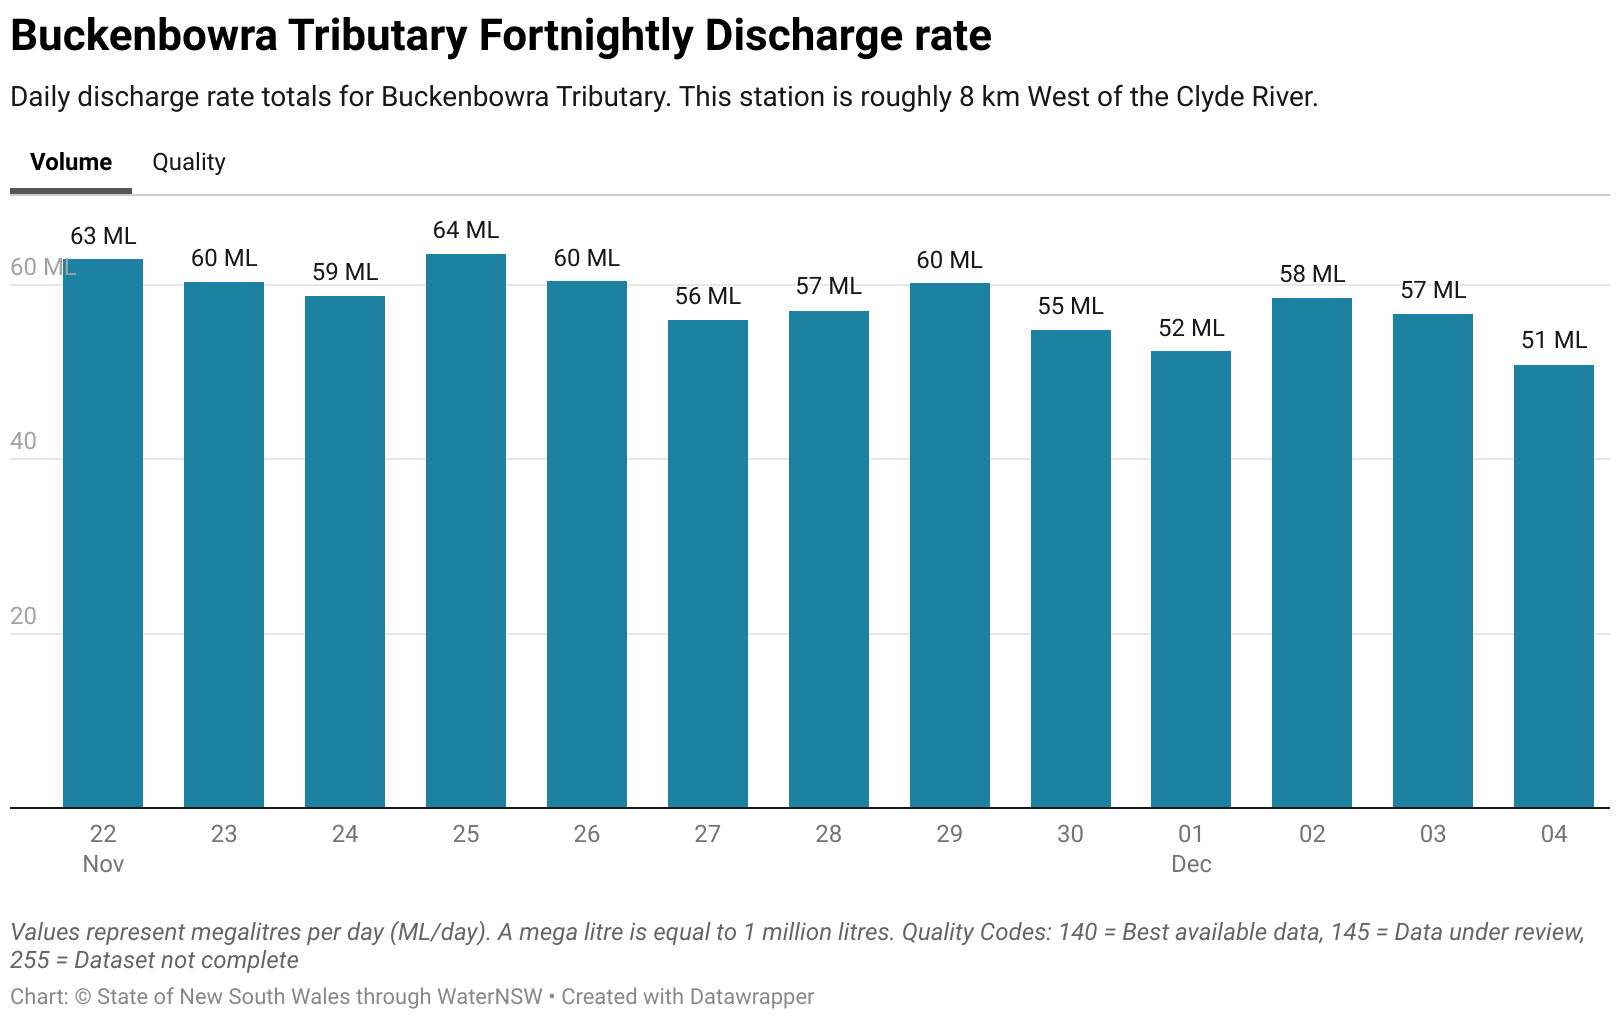 Buckenbowra Tributary Fortnightly Discharge rate
Daily discharge rate totals for Buckenbowra Tributary. This station is roughly 8 km West of the Clyde River.
Volume Quality
63 ML 60 ML 59 ML 64 ML 60 ML 56 ML 57 ML 60 ML 55 ML 52 ML 58 ML 57 ML 51 ML
60 ML
40
20
22 23 24 25 26 27 28 29 30 01 02 03 04
Nov Dec
Values represent megalitres per day (ML/day). A mega litre is equal to 1 million litres. Quality Codes: 140 = Best available data, 145 = Data under review,
255 = Dataset not complete
Chart: © State of New South Wales through WaterNSW • Created with Datawrapper